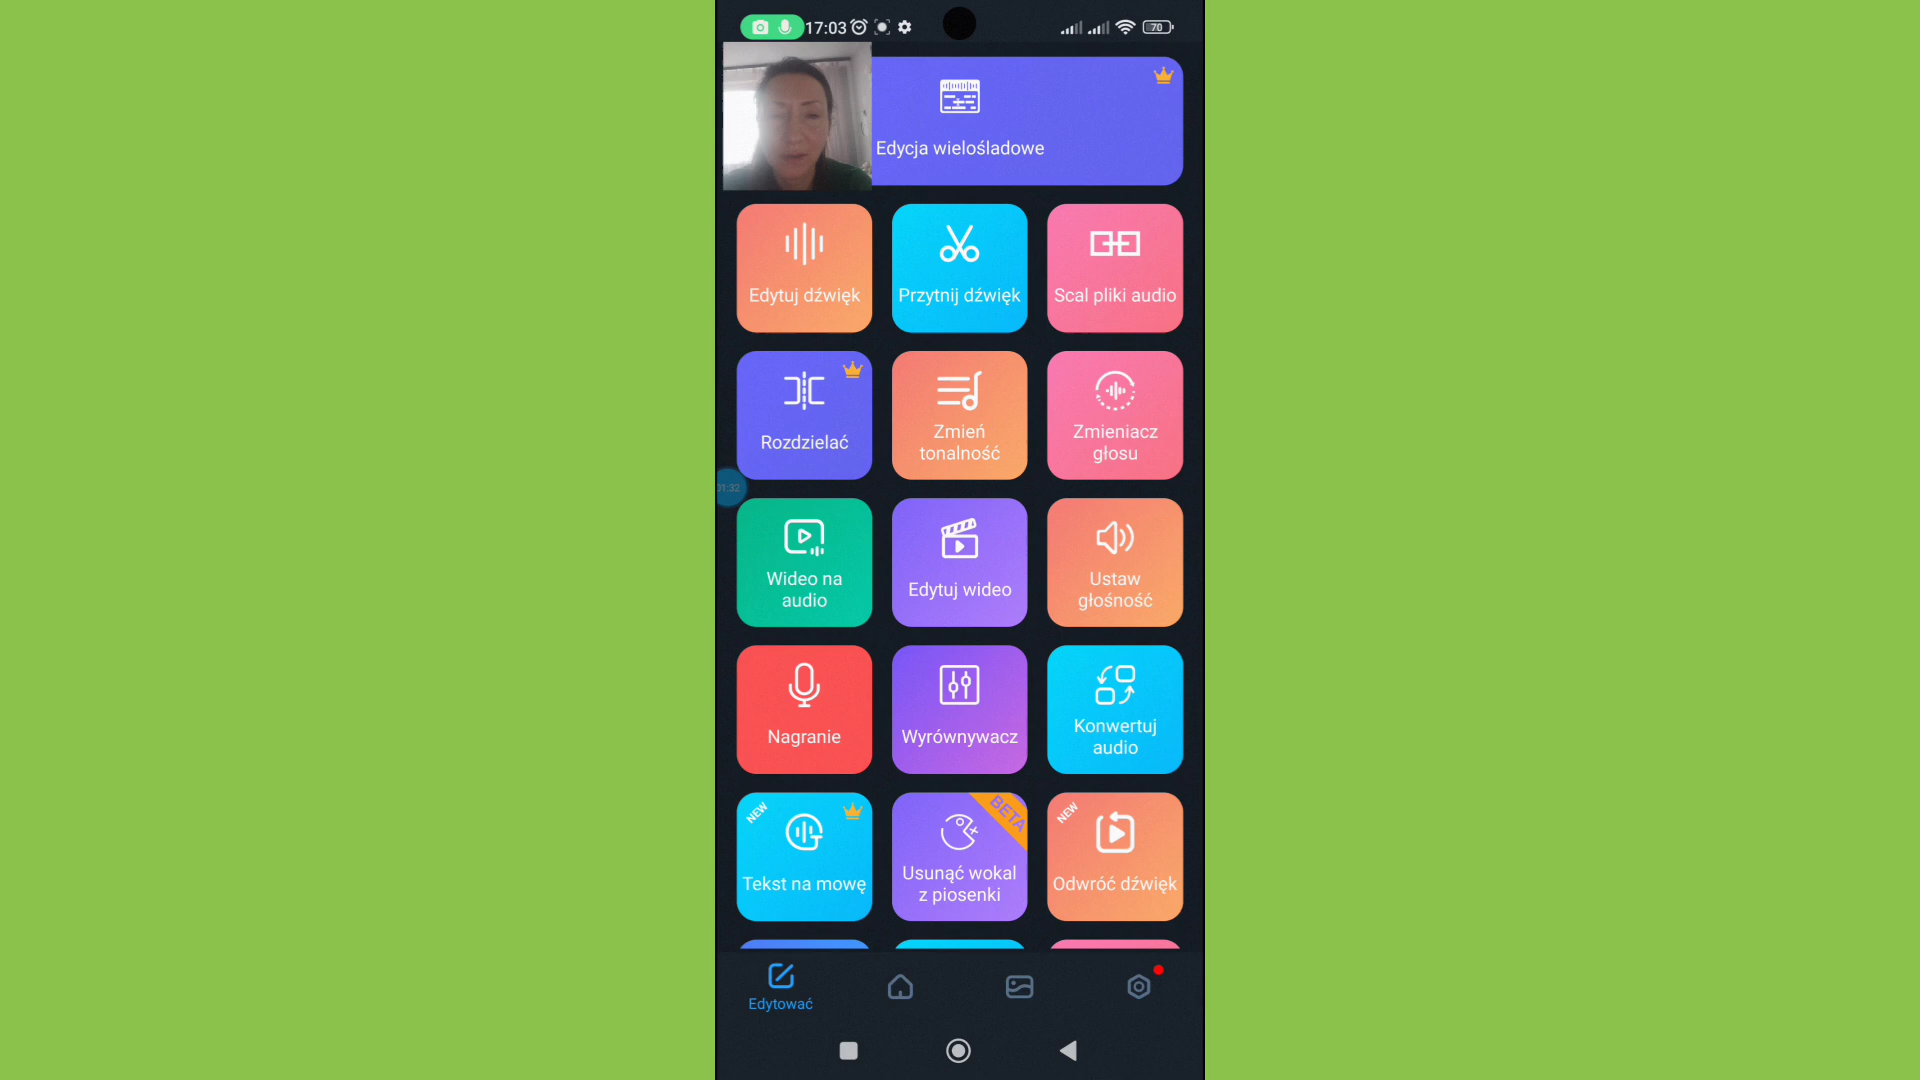 17:03
70
Edycja wielośladowe
Edytuj dźwięk
Przytnij dźwięk
Scal pliki audio
Rozdzielać
Zmień
tonalność
Zmieniacz
głosu
01:32
Wideo na
audio
Edytuj wideo
Ustaw
głośność
Nagranie
Wyrównywacz
Konwertuj
audio
NEW
Tekst na mowę
BETA
Usunąć wokal
z piosenki
NEW
Odwróć dźwięk
Edytować